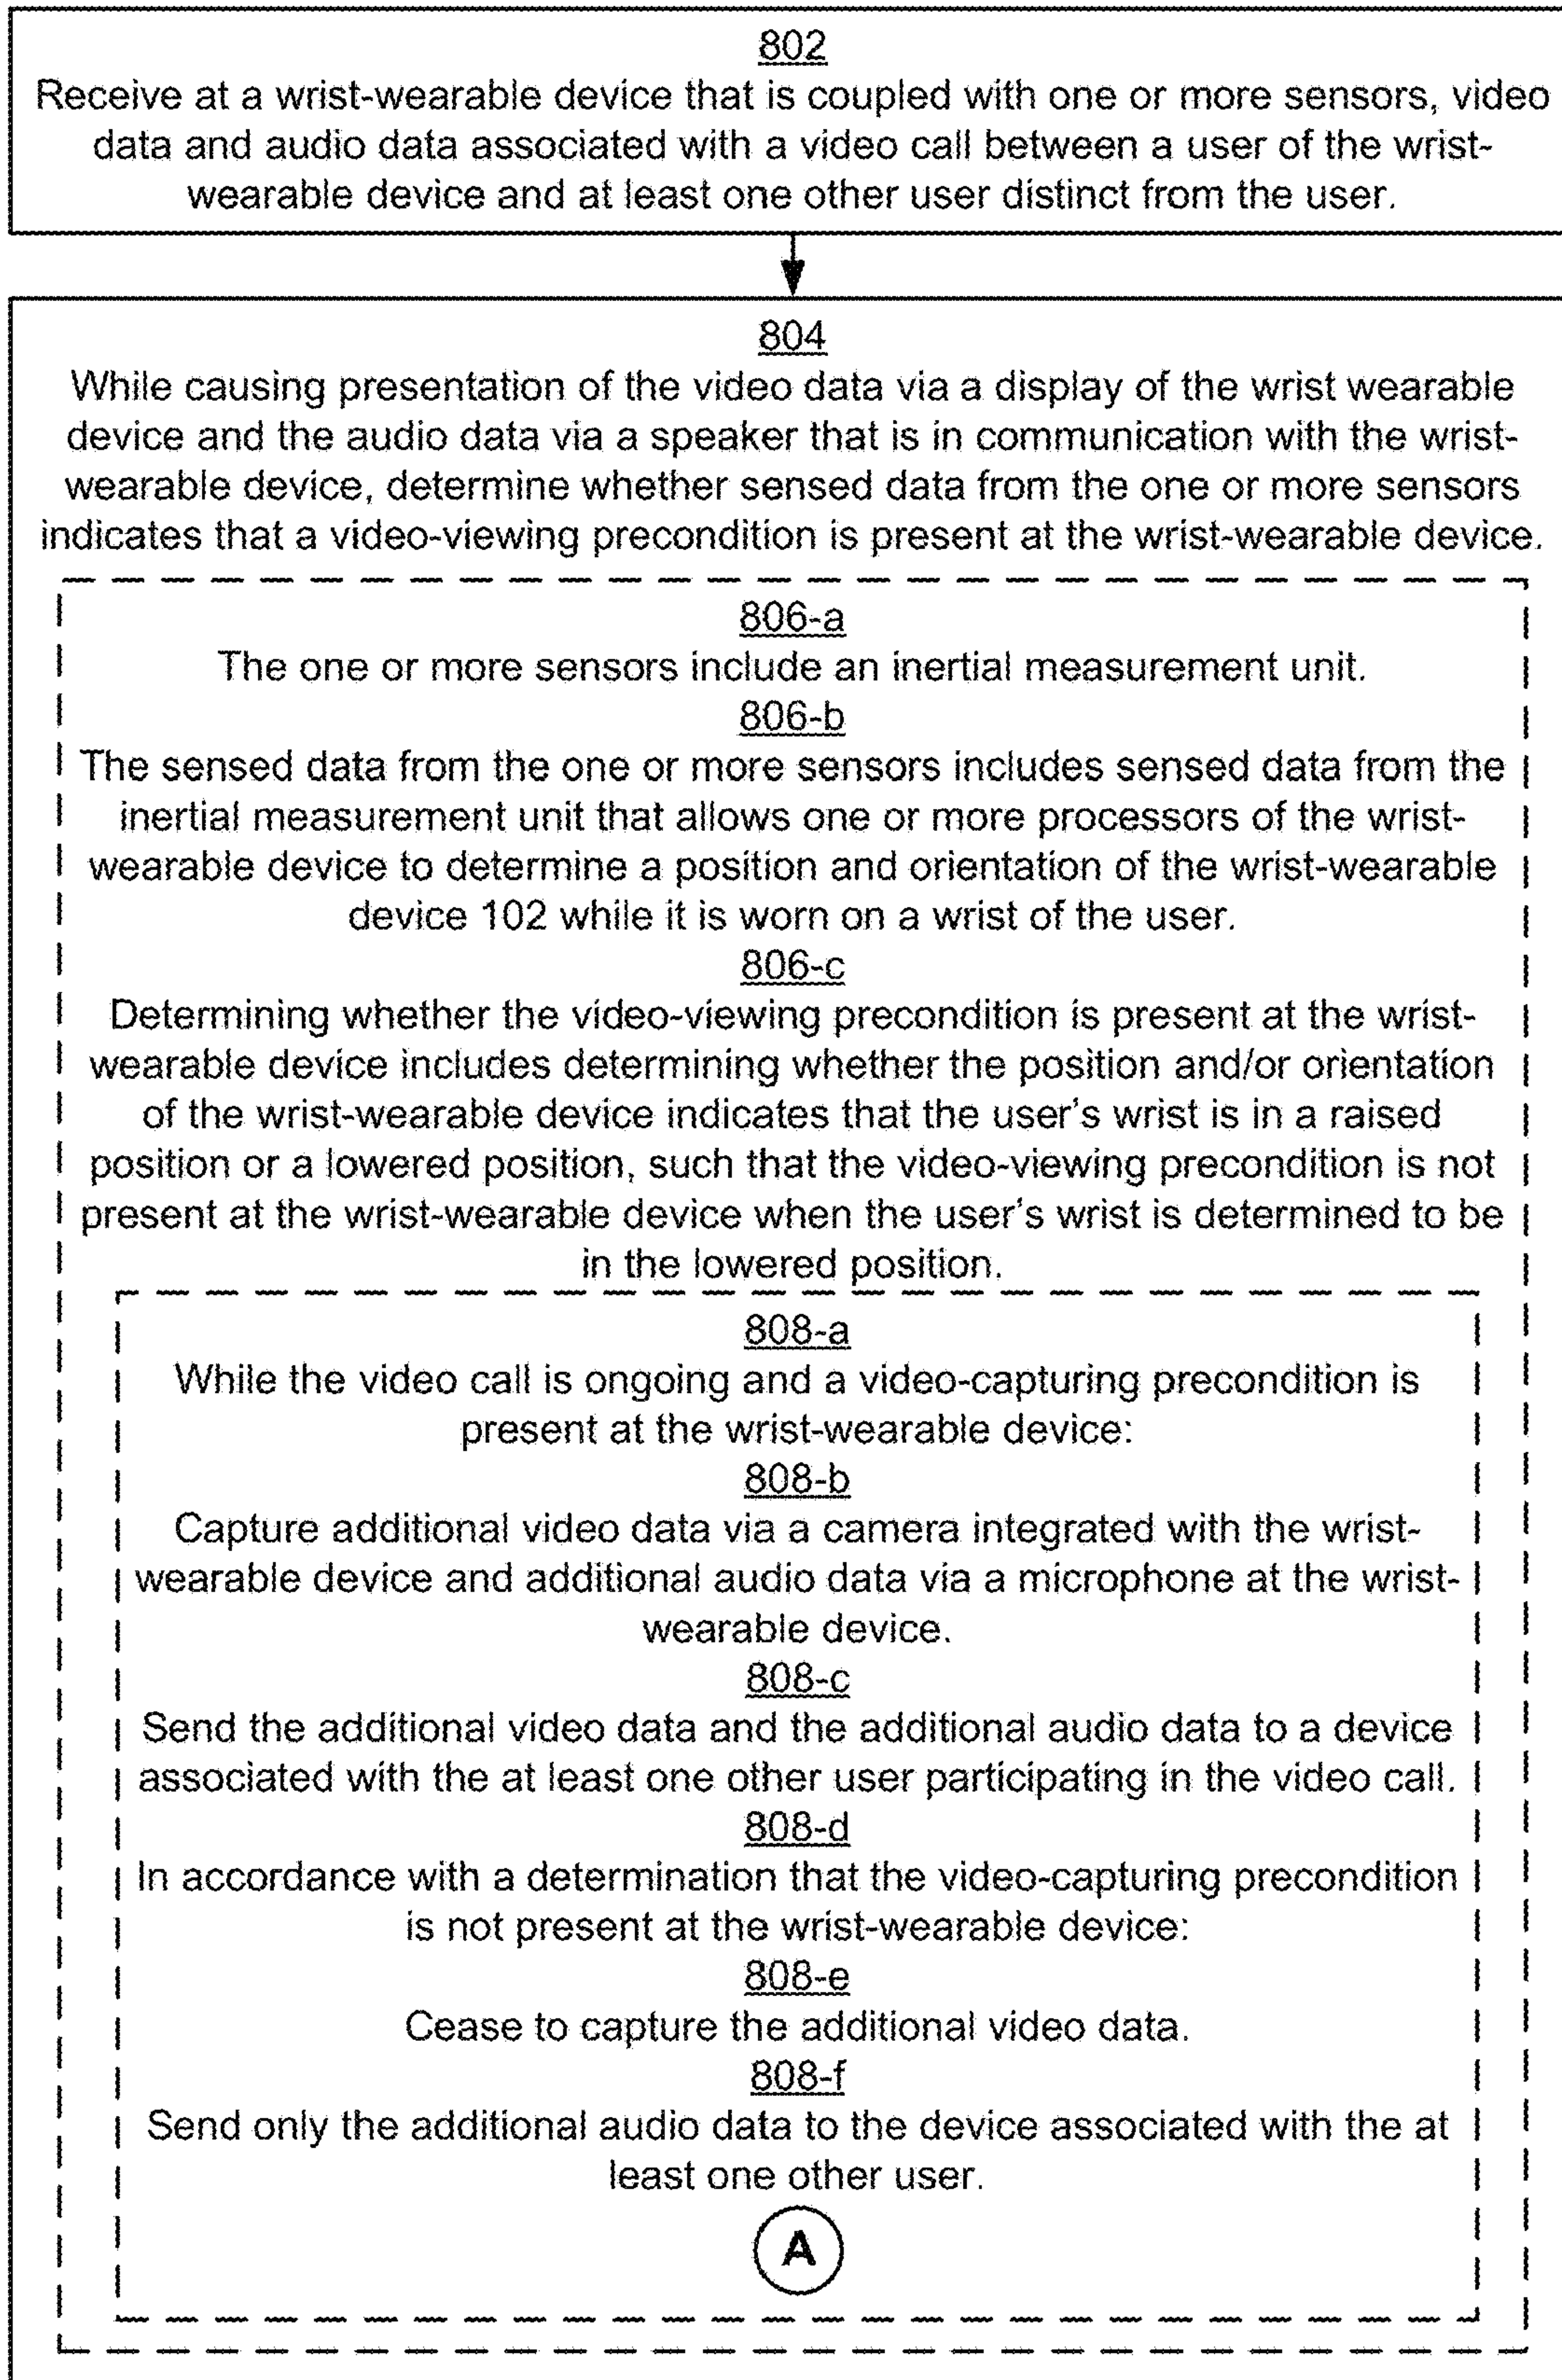 802
Receive at a wrist-wearable device that is coupled with one or more sensors, video
data and audio data associated with a video call between a user of the wrist-
wearable device and at least one other user distinct from the user.
804
While causing presentation of the video data via a display of the wrist wearable
device and the audio data via a speaker that is in communication with the wrist-
wearable device, determine whether sensed data from the one or more sensors
indicates that a video-viewing precondition is present at the wrist-wearable device.
806-a
The one or more sensors include an inertial measurement unit.
806-b
The sensed data from the one or more sensors includes sensed data from the
inertial measurement unit that allows one or more processors of the wrist-
wearable device to determine a position and orientation of the wrist-wearable
device 102 while it is worn on a wrist of the user.
806-c
Determining whether the video-viewing precondition is present at the wrist-
wearable device includes determining whether the position and/or orientation
of the wrist-wearable device indicates that the user's wrist is in a raised
position or a lowered position, such that the video-viewing precondition is not
present at the wrist-wearable device when the user's wrist is determined to be
in the lowered position.
808-a
While the video call is ongoing and a video-capturing precondition is
present at the wrist-wearable device:
808-b
Capture additional video data via a camera integrated with the wrist-
wearable device and additional audio data via a microphone at the wrist-
wearable device.
808-c
Send the additional video data and the additional audio data to a device
associated with the at least one other user participating in the video call.
808-d
In accordance with a determination that the video-capturing precondition
is not present at the wrist-wearable device:
808-e
Cease to capture the additional video data.
808-f
Send only the additional audio data to the device associated with the at
least one other user.
A